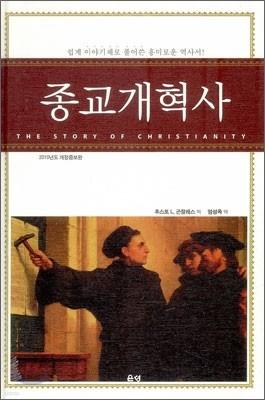 쉽게 이야기체로 풀어쓴 흥미로운 역사서!
종교개혁사
THE STORY OF CHRISTIANITY
2010년도 개정증보판
후스토 L. 곤잘레스 저 엄성옥 역
은성